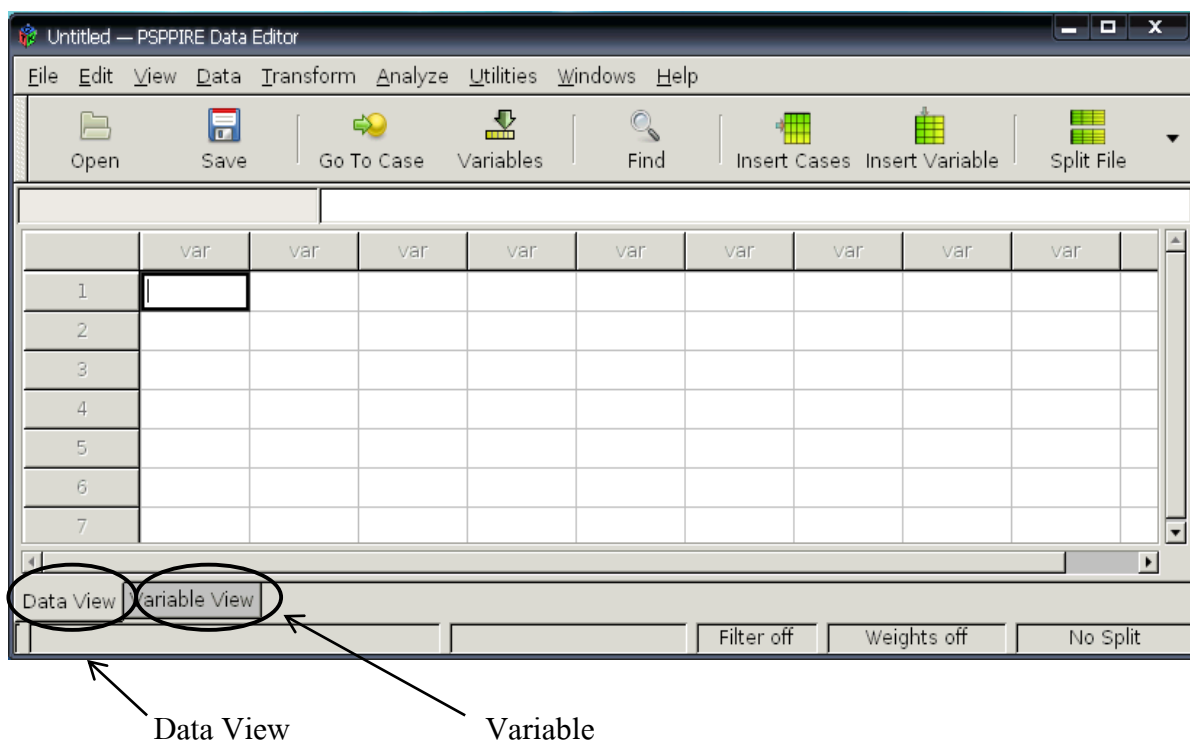 Untitled — PSPPIRE Data Editor
File Edit View Data Transform Analyze Utilities Windows Help
Open Save Go To Case Variables Find Insert Cases Insert Variable Split File
var var var var var var var var var
1
2
3
4
5
6
7
Data View Variable View
Filter off Weights off No Split
Data View Variable